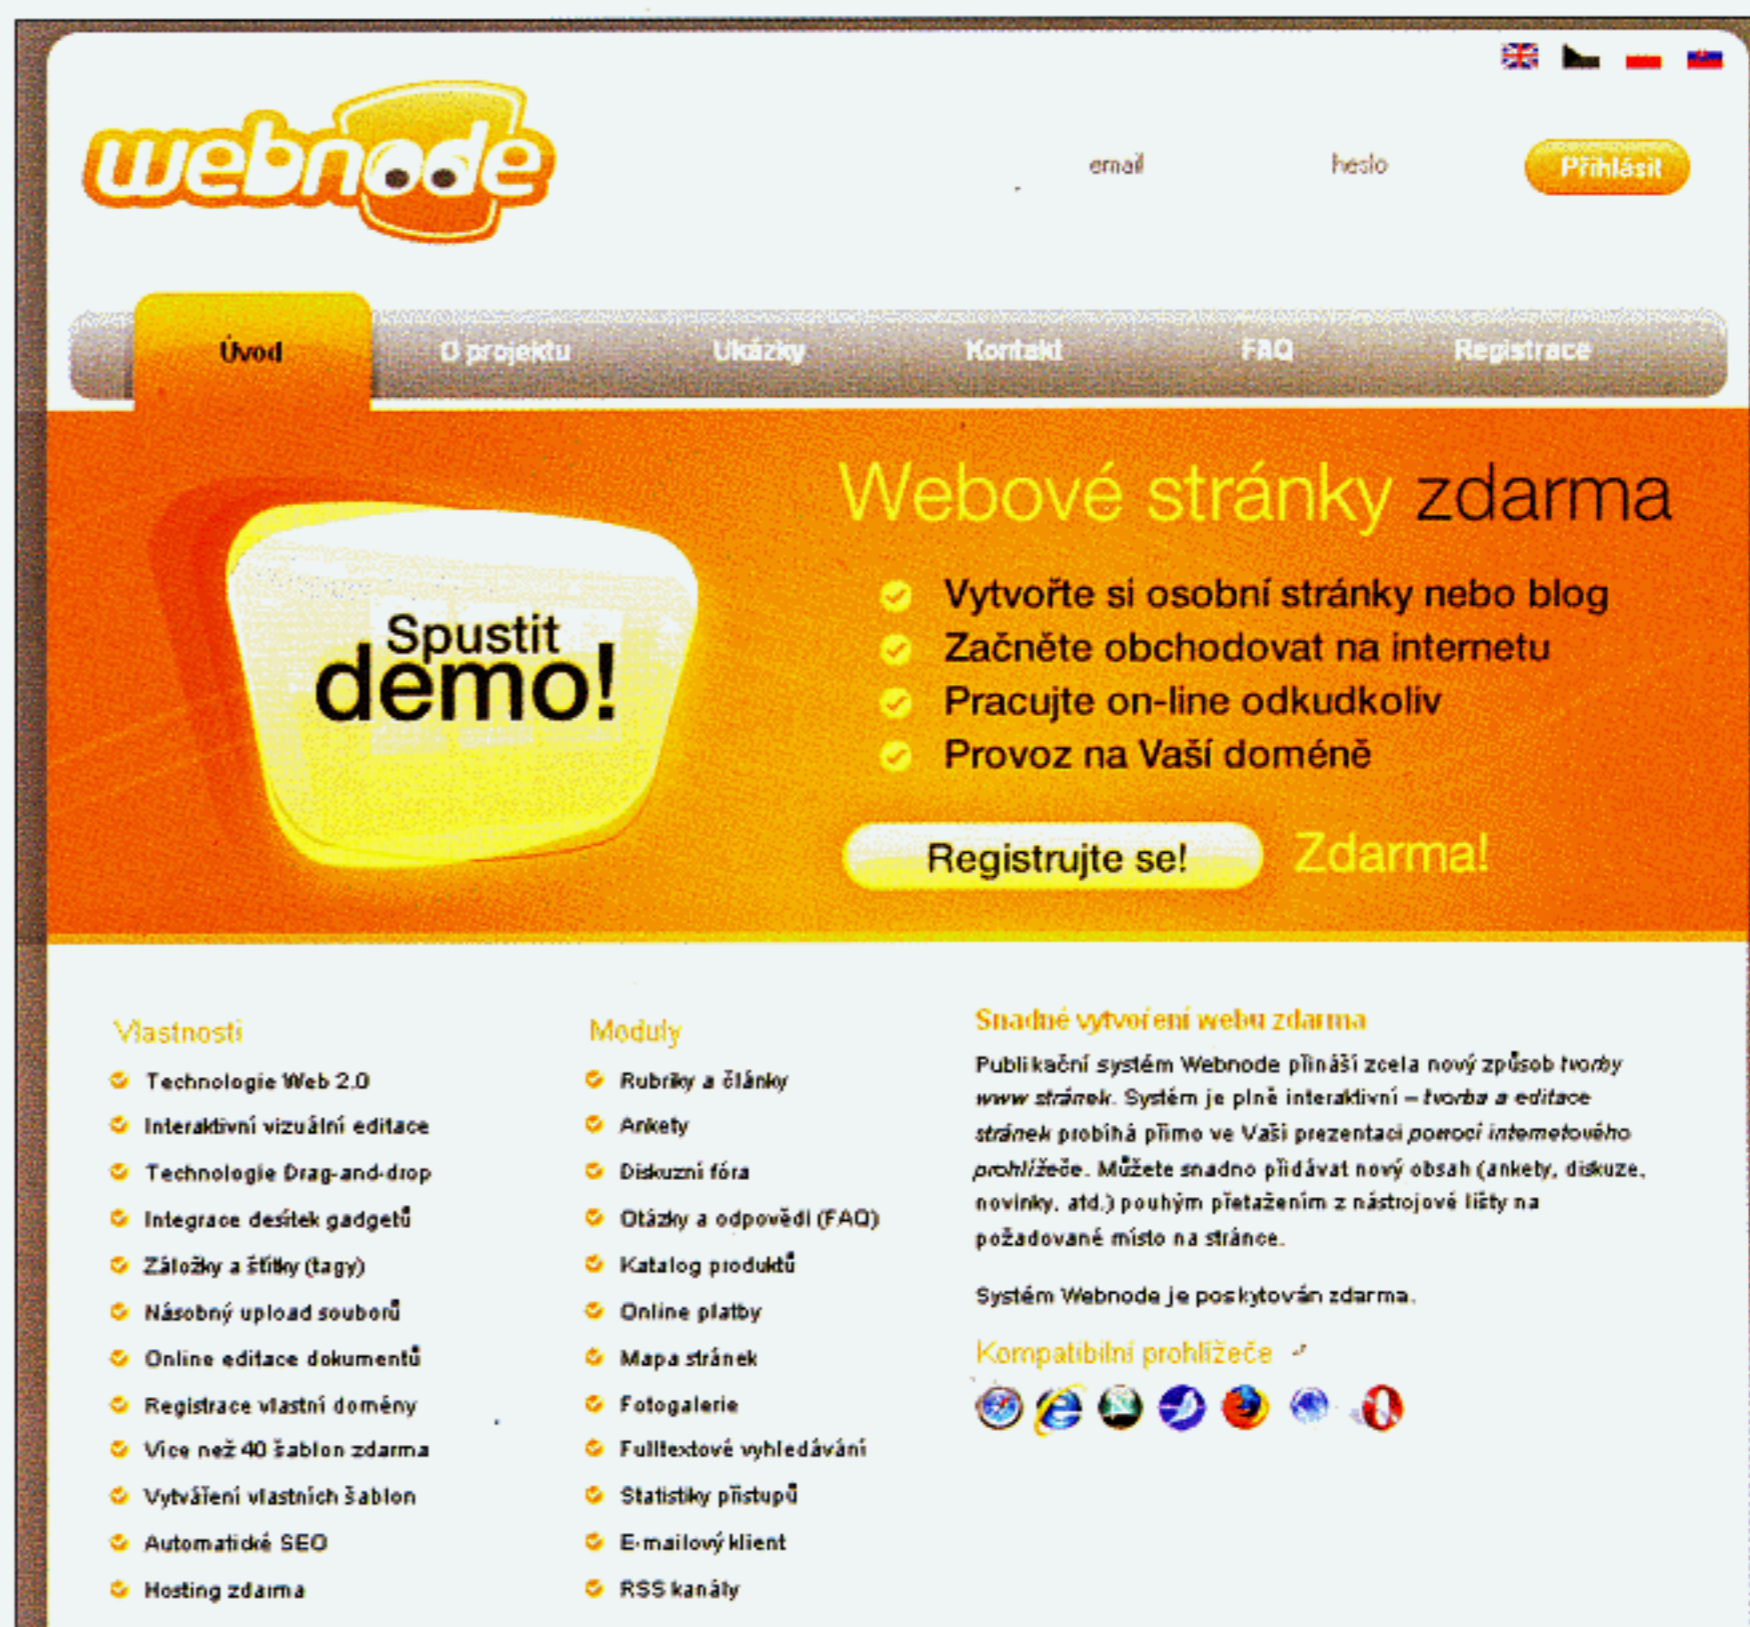 webnode
email heslo Přihlásit
Úvod O projektu Ukázky Kontakt FAQ Registrace
Webové stránky zdarma
Spustit
demo!
Vytvořte si osobní stránky nebo blog
Začněte obchodovat na internetu
Pracujte on-line odkudkoliv
Provoz na Vaší doméně
Registrujte se! Zdarma!
Vlastnosti
Technologie Web 2.0
Interaktivní vizuální editace
Technologie Drag-and-drop
Integrace desítek gadgetů
Záložky a štítky (tagy)
Násobný upload souborů
Online editace dokumentů
Registrace vlastní domény
Více než 40 šablon zdarma
Vytváření vlastních šablon
Automatické SEO
Hosting zdarma
Moduly
Rubriky a články
Ankety
Diskuzní fóra
Otázky a odpovědi (FAQ)
Katalog produktů
Online platby
Mapa stránek
Fotogalerie
Fulltextové vyhledávání
Statistiky přístupů
E-mailový klient
RSS kanály
Snadné vytvoření webu zdarma
Publikační systém Webnode přináší zcela nový způsob tvorby
www stránek. Systém je plně interaktivní – tvorba a editace
stránek probíhá přímo ve Vaší prezentaci pomocí internetového
prohlížeče. Můžete snadno přidávat nový obsah (ankety, diskuze,
novinky, atd.) pouhým přetažením z nástrojové lišty na
požadované místo na stránce.
Systém Webnode je poskytován zdarma.
Kompatibilní prohlížeče